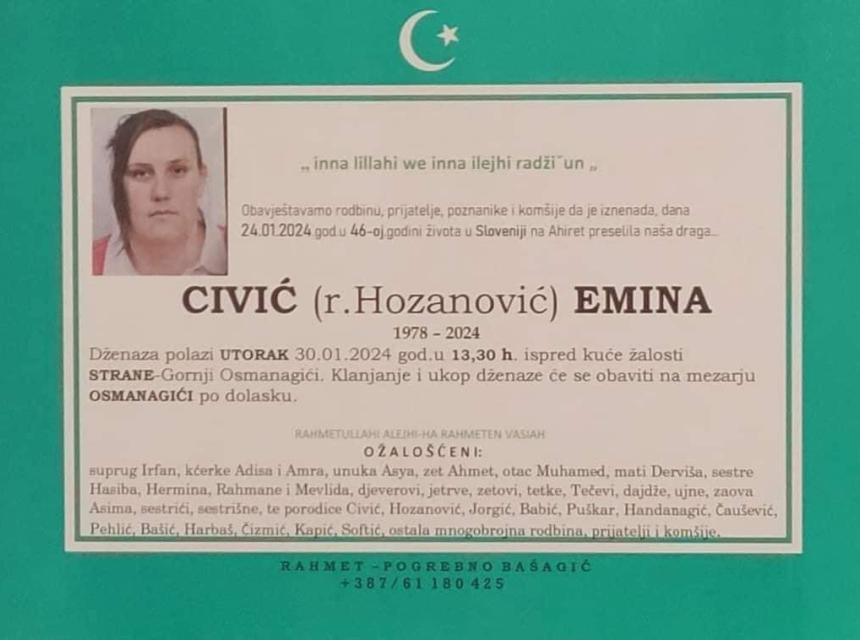 „ inna lillahi we inna ilejhi radži´un „
Obavještavamo rodbinu, prijatelje, poznanike i komšije da je iznenada, dana
24.01.2024.god.u 46-oj.godini života u Sloveniji na Ahiret preselila naša draga...
CIVIĆ (r.Hozanović) EMINA
1978 – 2024
Dženaza polazi UTORAK 30.01.2024 god.u 13,30 h. ispred kuće žalosti
STRANE-Gornji Osmanagići. Klanjanje i ukop dženaze će se obaviti na mezarju
OSMANAGIĆI po dolasku.
RAHMETULLAHI ALEJHI-HA RAHMETEN VASIAH
OŽALOŠĆENI:
suprug Irfan, kćerke Adisa i Amra, unuka Asya, zet Ahmet, otac Muhamed, mati Derviša, sestre
Hasiba, Hermina, Rahmane i Mevlida, djeverovi, jetrve, zetovi, tetke, Tečevi, dajdže, ujne, zaova
Asima, sestrići, sestrišne, te porodice Civić, Hozanović, Jorgić, Babić, Puškar, Handanagić, Čaušević,
Pehlić, Bašić, Harbaš, Čizmić, Kapić, Softić, ostala mnogobrojna rodbina, prijatelji i komšije.
RAHMET –POGREBNO BAŠAGIĆ
+387/61 180 425